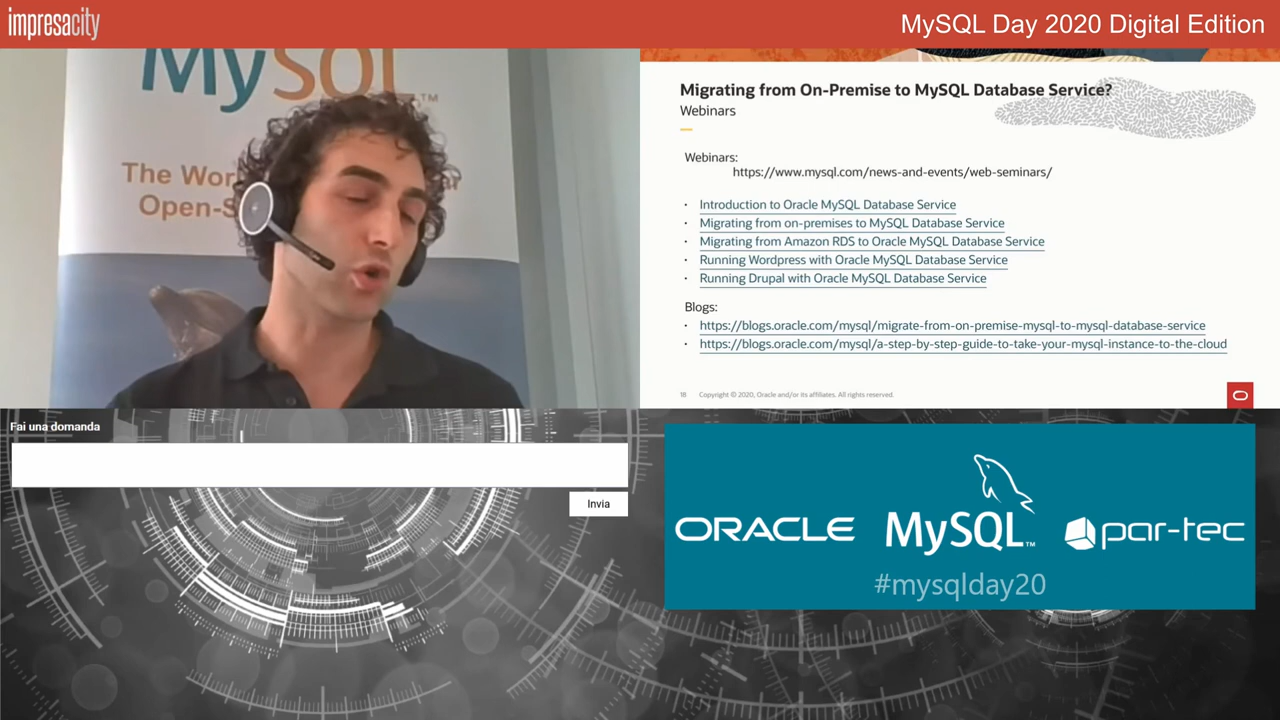 impresacity
MySQL Day 2020 Digital Edition
MySQL™
The Wor
Open-S
Migrating from On-Premise to MySQL Database Service?
Webinars
Webinars:
https://www.mysql.com/news-and-events/web-seminars/
· Introduction to Oracle MySQL Database Service
· Migrating from on-premises to MySQL Database Service
· Migrating from Amazon RDS to Oracle MySQL Database Service
· Running Wordpress with Oracle MySQL Database Service
· Running Drupal with Oracle MySQL Database Service
Blogs:
· https://blogs.oracle.com/mysql/migrate-from-on-premise-mysql-to-mysql-database-service
· https://blogs.oracle.com/mysql/a-step-by-step-guide-to-take-your-mysql-instance-to-the-cloud
18 Copyright © 2020, Oracle and/or its affiliates. All rights reserved.
Fai una domanda
Invia
ORACLE MySQL™ par-tec
#mysqlday20